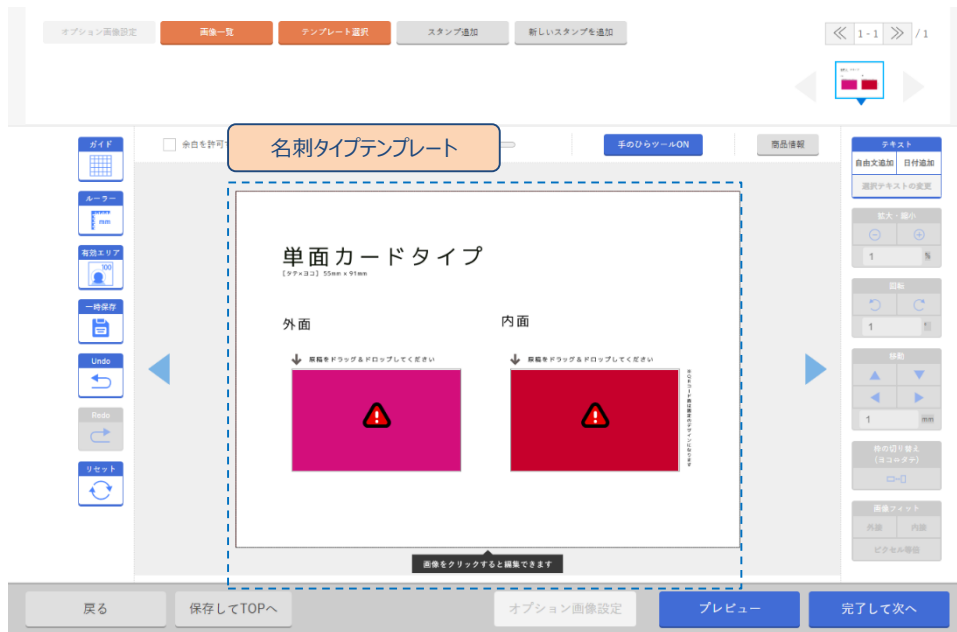 オプション画像設定
画像一覧
テンプレート選択
スタンプ追加
新しいスタンプを追加
1 - 1
/ 1
ガイド
余白を許可
名刺タイプテンプレート
手のひらツールON
商品情報
テキスト
自由文追加 日付追加
選択テキストの変更
ルーラー
mm
有効エリア
100
一時保存
Undo
Redo
リセット
拡大・縮小
1 %
回転
1 °
移動
1 mm
枠の切り替え
(ヨコ⇔タテ)
画像フィット
外接 内接
ピクセル等倍
単面カードタイプ
[タテ×ヨコ] 55mm x 91mm
外面
内面
原稿をドラッグ&ドロップしてください
原稿をドラッグ&ドロップしてください
画像をクリックすると編集できます
戻る
保存してTOPへ
オプション画像設定
プレビュー
完了して次へ